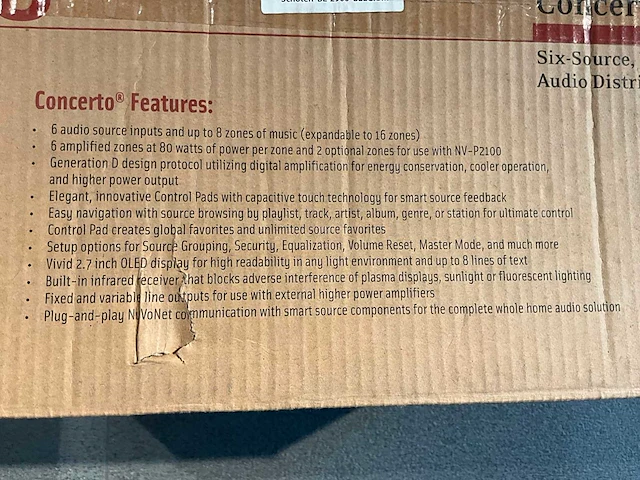 Concer
Six-Source,
Audio Distri
Concerto® Features:
• 6 audio source inputs and up to 8 zones of music (expandable to 16 zones)
• 6 amplified zones at 80 watts of power per zone and 2 optional zones for use with NV-P2100
• Generation D design protocol utilizing digital amplification for energy conservation, cooler operation,
and higher power output
• Elegant, innovative Control Pads with capacitive touch technology for smart source feedback
• Easy navigation with source browsing by playlist, track, artist, album, genre, or station for ultimate control
• Control Pad creates global favorites and unlimited source favorites
• Setup options for Source Grouping, Security, Equalization, Volume Reset, Master Mode, and much more
• Vivid 2.7 inch OLED display for high readability in any light environment and up to 8 lines of text
• Built-in infrared receiver that blocks adverse interference of plasma displays, sunlight or fluorescent lighting
• Fixed and variable line outputs for use with external higher power amplifiers
• Plug-and-play NuVoNet communication with smart source components for the complete whole home audio solution